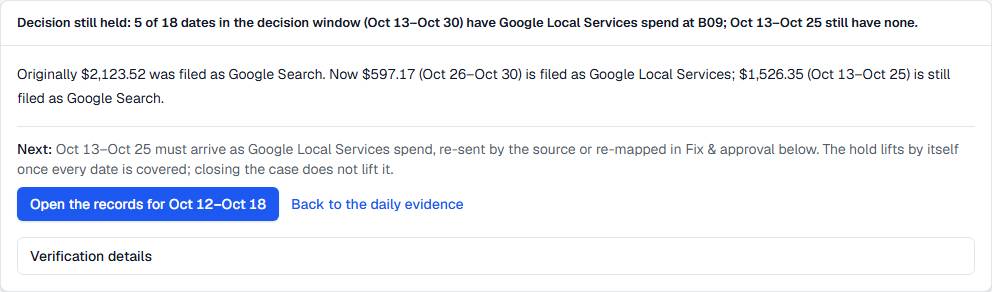 Decision still held: 5 of 18 dates in the decision window (Oct 13–Oct 30) have Google Local Services spend at B09; Oct 13–Oct 25 still have none.
Originally $2,123.52 was filed as Google Search. Now $597.17 (Oct 26–Oct 30) is filed as Google Local Services; $1,526.35 (Oct 13–Oct 25) is still
filed as Google Search.
Next: Oct 13–Oct 25 must arrive as Google Local Services spend, re-sent by the source or re-mapped in Fix & approval below. The hold lifts by itself
once every date is covered; closing the case does not lift it.
Open the records for Oct 12–Oct 18
Back to the daily evidence
Verification details